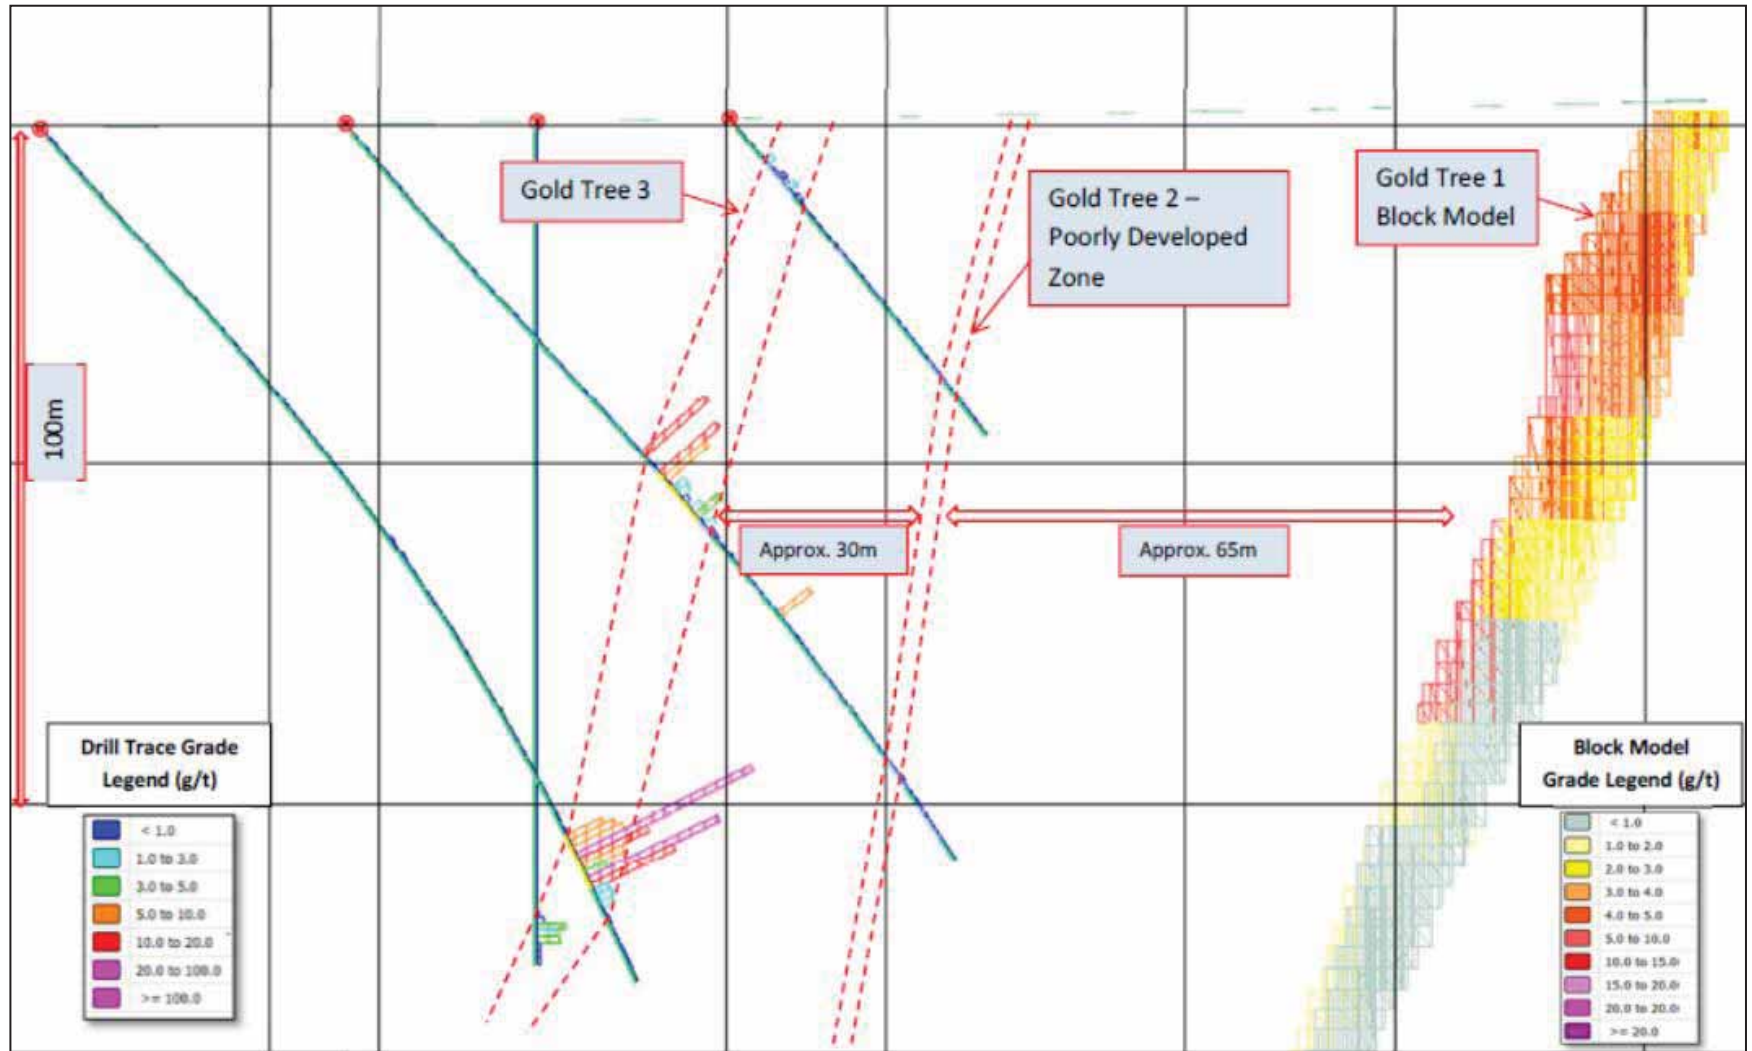 Gold Tree 3
Gold Tree 2 –
Poorly Developed
Zone
Gold Tree 1
Block Model
100m
Approx. 30m
Approx. 65m
Drill Trace Grade
Legend (g/t)
< 1.0
1.0 to 3.0
3.0 to 5.0
5.0 to 10.0
10.0 to 20.0
20.0 to 100.0
>= 100.0
Block Model
Grade Legend (g/t)
< 1.0
1.0 to 2.0
2.0 to 3.0
3.0 to 4.0
4.0 to 5.0
5.0 to 10.0
10.0 to 15.0
15.0 to 20.0
20.0 to 20.0
>= 20.0